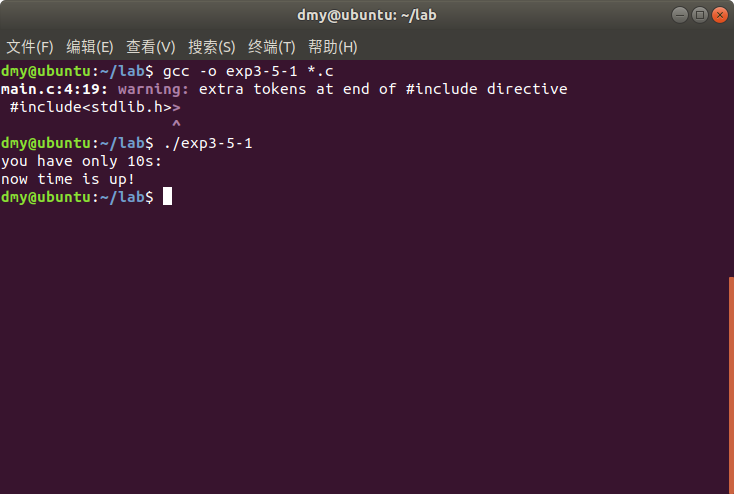 dmy@ubuntu: ~/lab
文件(F) 编辑(E) 查看(V) 搜索(S) 终端(T) 帮助(H)
dmy@ubuntu:~/lab$ gcc -o exp3-5-1 *.c
main.c:4:19: warning: extra tokens at end of #include directive
 #include<stdlib.h>>
                   ^
dmy@ubuntu:~/lab$ ./exp3-5-1
you have only 10s:
now time is up!
dmy@ubuntu:~/lab$